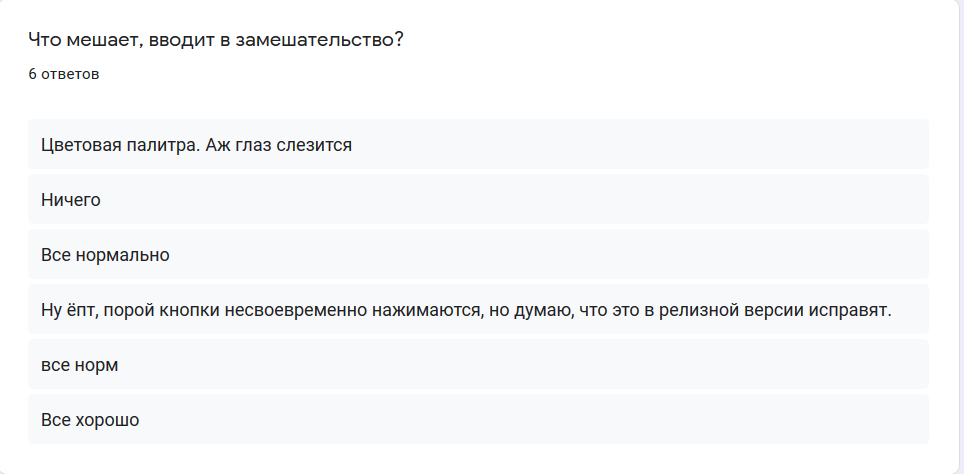 Что мешает, вводит в замешательство?
6 ответов
Цветовая палитра. Аж глаз слезится
Ничего
Все нормально
Ну ёпт, порой кнопки несвоевременно нажимаются, но думаю, что это в релизной версии исправят.
все норм
Все хорошо